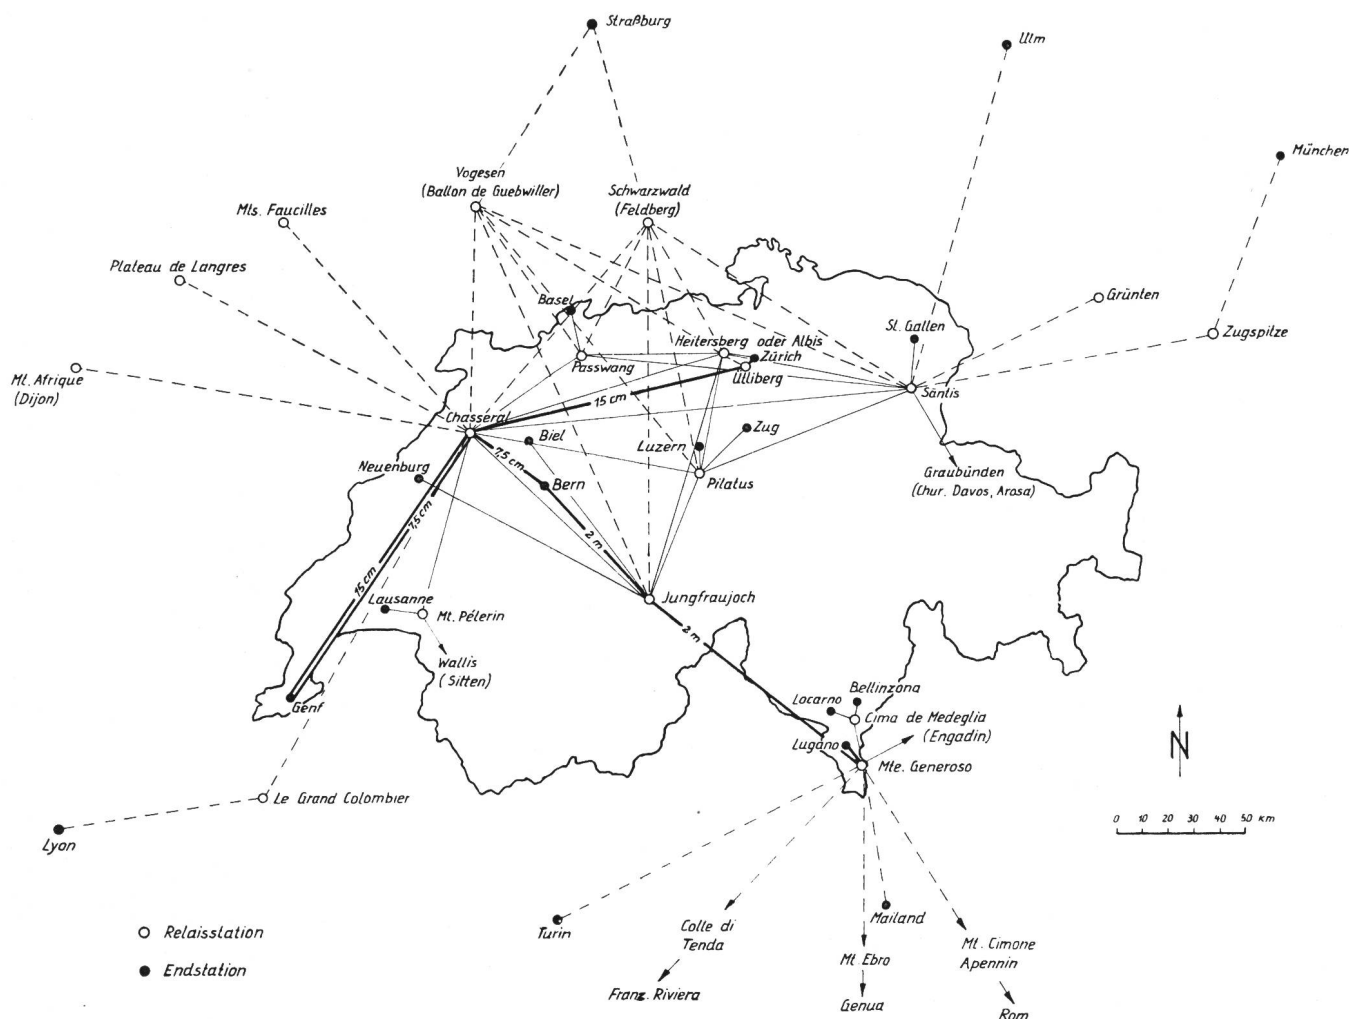 Straßburg
Ulm
München
Vogesen
(Ballon de Guebwiller)
Schwarzwald
(Feldberg)
Mts. Faucilles
Plateau de Langres
Grünten
Basel
St. Gallen
Zugspitze
Heitersberg oder Albis
Zürich
Passwang
Ütliberg
Mt. Afrique
(Dijon)
Säntis
15 cm
Chasseral
Biel
Zug
Luzern
7,5 cm
Neuenburg
Bern
Pilatus
Graubünden
(Chur. Davos, Arosa)
7,5 cm
2 m
15 cm
Lausanne
Jungfraujoch
Mt. Pélerin
2 m
Wallis
(Sitten)
Bellinzona
Locarno
Genf
Cima de Medeglia
(Engadin)
Lugano
N
Mte. Generoso
Le Grand Colombier
0 10 20 30 40 50 km
Lyon
Mailand
Turin
Colle di
Tenda
Relaisstation
Mt. Cimone
Apennin
Mt. Ebro
Endstation
Franz. Riviera
Genua
Rom